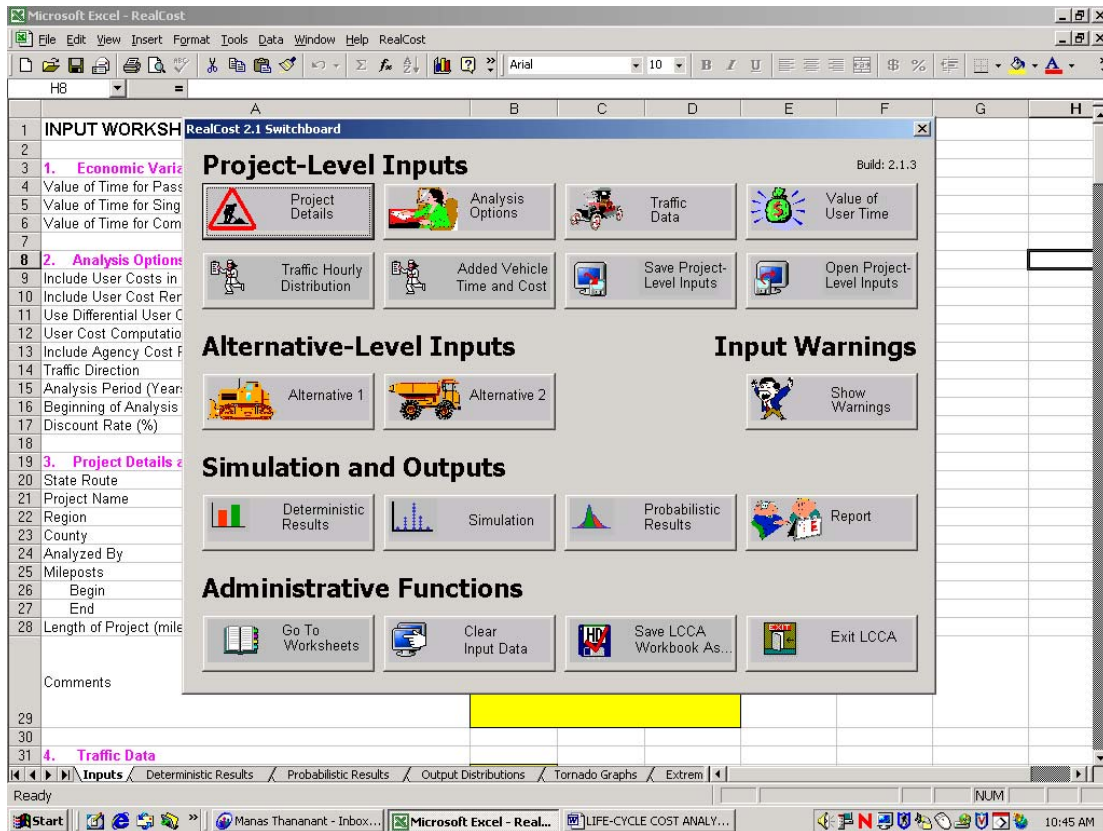 Microsoft Excel - RealCost
File Edit View Insert Format Tools Data Window Help RealCost
Arial 10 B I U $ %
H8 =
A B C D E F G H
1 INPUT WORKSH
RealCost 2.1 Switchboard
2
3 1. Economic Varia
4 Value of Time for Pass
5 Value of Time for Sing
6 Value of Time for Com
7
8 2. Analysis Options
9 Include User Costs in
10 Include User Cost Rem
11 Use Differential User C
12 User Cost Computatio
13 Include Agency Cost R
14 Traffic Direction
15 Analysis Period (Years
16 Beginning of Analysis
17 Discount Rate (%)
18
19 3. Project Details a
20 State Route
21 Project Name
22 Region
23 County
24 Analyzed By
25 Mileposts
26 Begin
27 End
28 Length of Project (mile
Comments
29
30
31 4. Traffic Data
Project-Level Inputs
Build: 2.1.3
Project Details
Analysis Options
Traffic Data
Value of User Time
Traffic Hourly Distribution
Added Vehicle Time and Cost
Save Project-Level Inputs
Open Project-Level Inputs
Alternative-Level Inputs
Input Warnings
Alternative 1
Alternative 2
Show Warnings
Simulation and Outputs
Deterministic Results
Simulation
Probabilistic Results
Report
Administrative Functions
Go To Worksheets
Clear Input Data
Save LCCA Workbook As...
EXIT
Exit LCCA
Inputs Deterministic Results Probabilistic Results Output Distributions Tornado Graphs Extrem
Ready
NUM
Start Manas Thananant - Inbox... Microsoft Excel - Real... LIFE-CYCLE COST ANALY... 10:45 AM